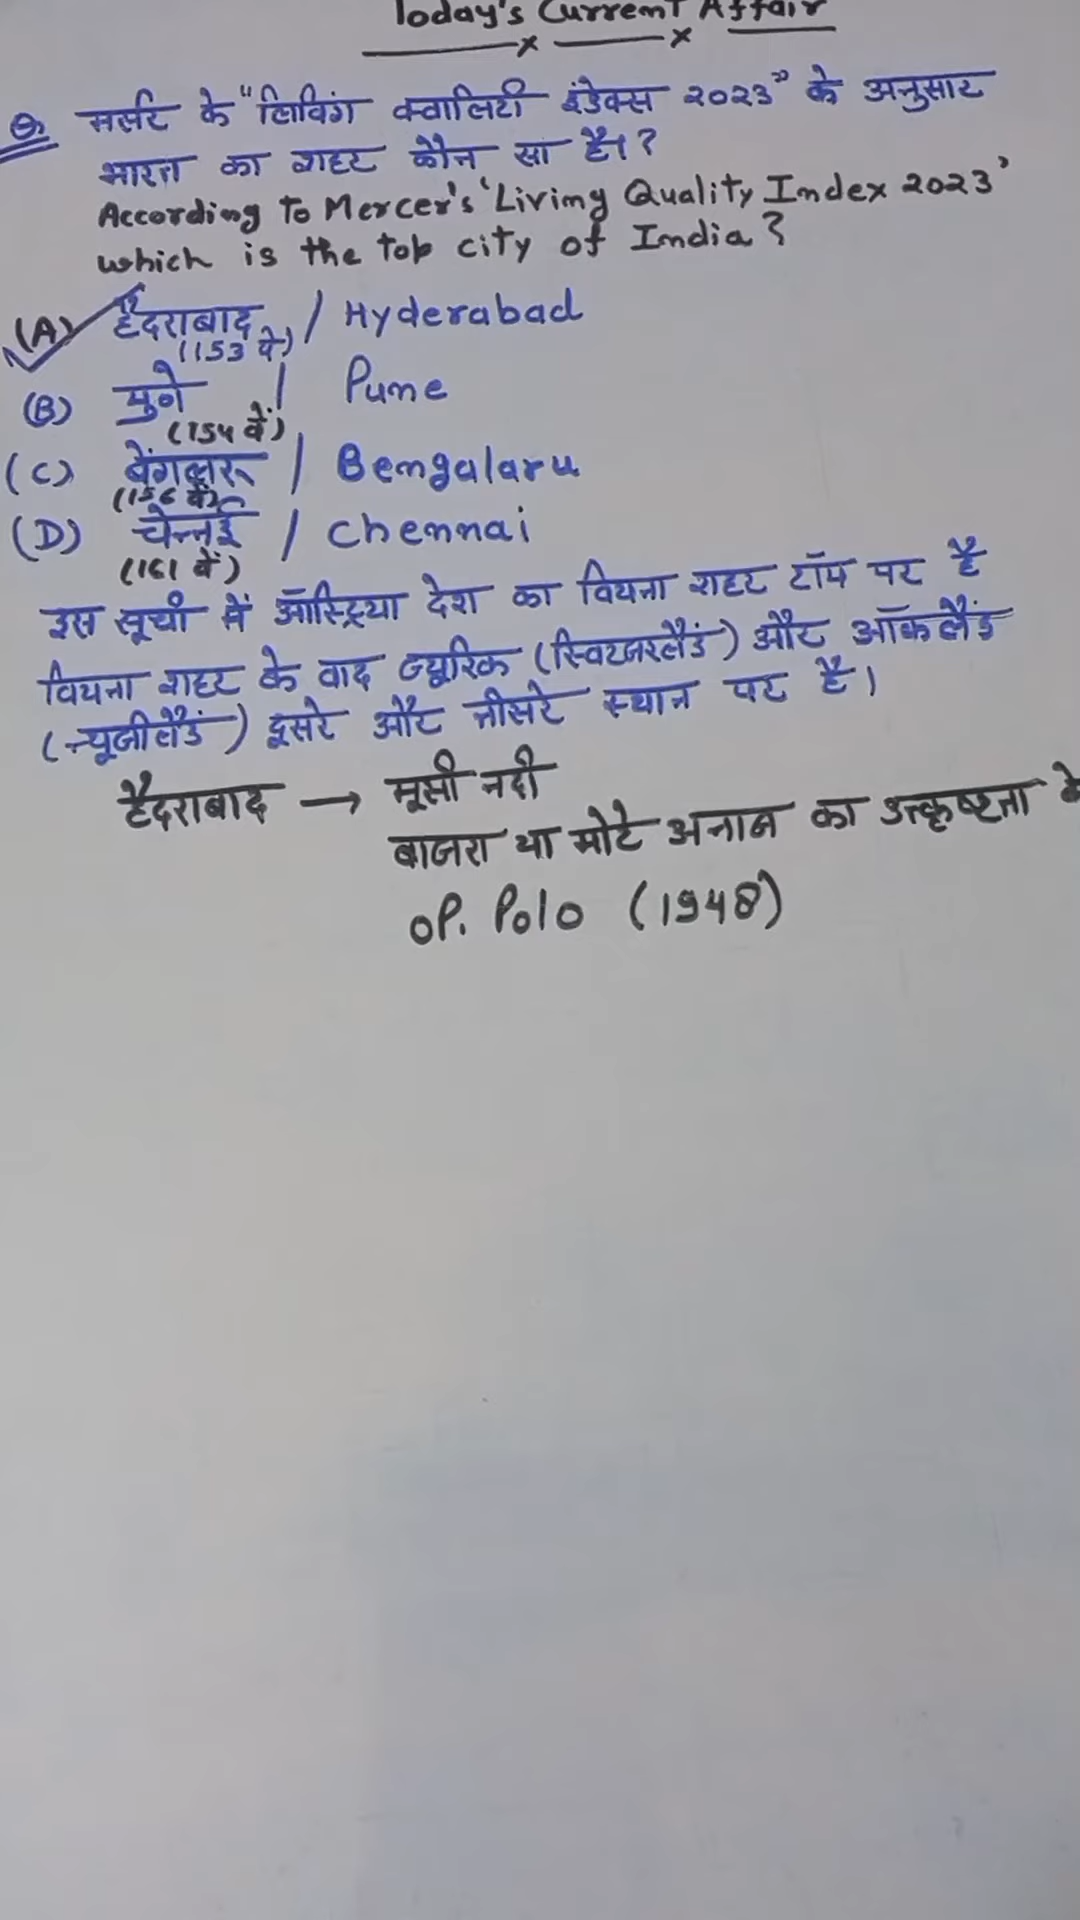 Today's Current Affair
Q. मर्सर के "लिविंग क्वालिटी इंडेक्स 2023" के अनुसार
भारत का शहर कौन सा है।?
According To Mercer's 'Living Quality Index 2023'
which is the top city of India?
(A) हैदराबाद / Hyderabad
(153 वे)
(B) पुणे / Pune
(154 वें)
(C) बेंगलुरू / Bengalaru
(156 वें)
(D) चेन्नई / Chennai
(161 वें)
इस सूची में ऑस्ट्रिया देश का वियना शहर टॉप पर है
वियना शहर के बाद ज्यूरिक (स्विटजरलैंड) और ऑकलैंड
(न्यूजीलैंड) दूसरे और तीसरे स्थान पर है।
हैदराबाद → मूसी नदी
बाजरा या मोटे अनाज का उत्कृष्टता के
OP. Polo (1948)